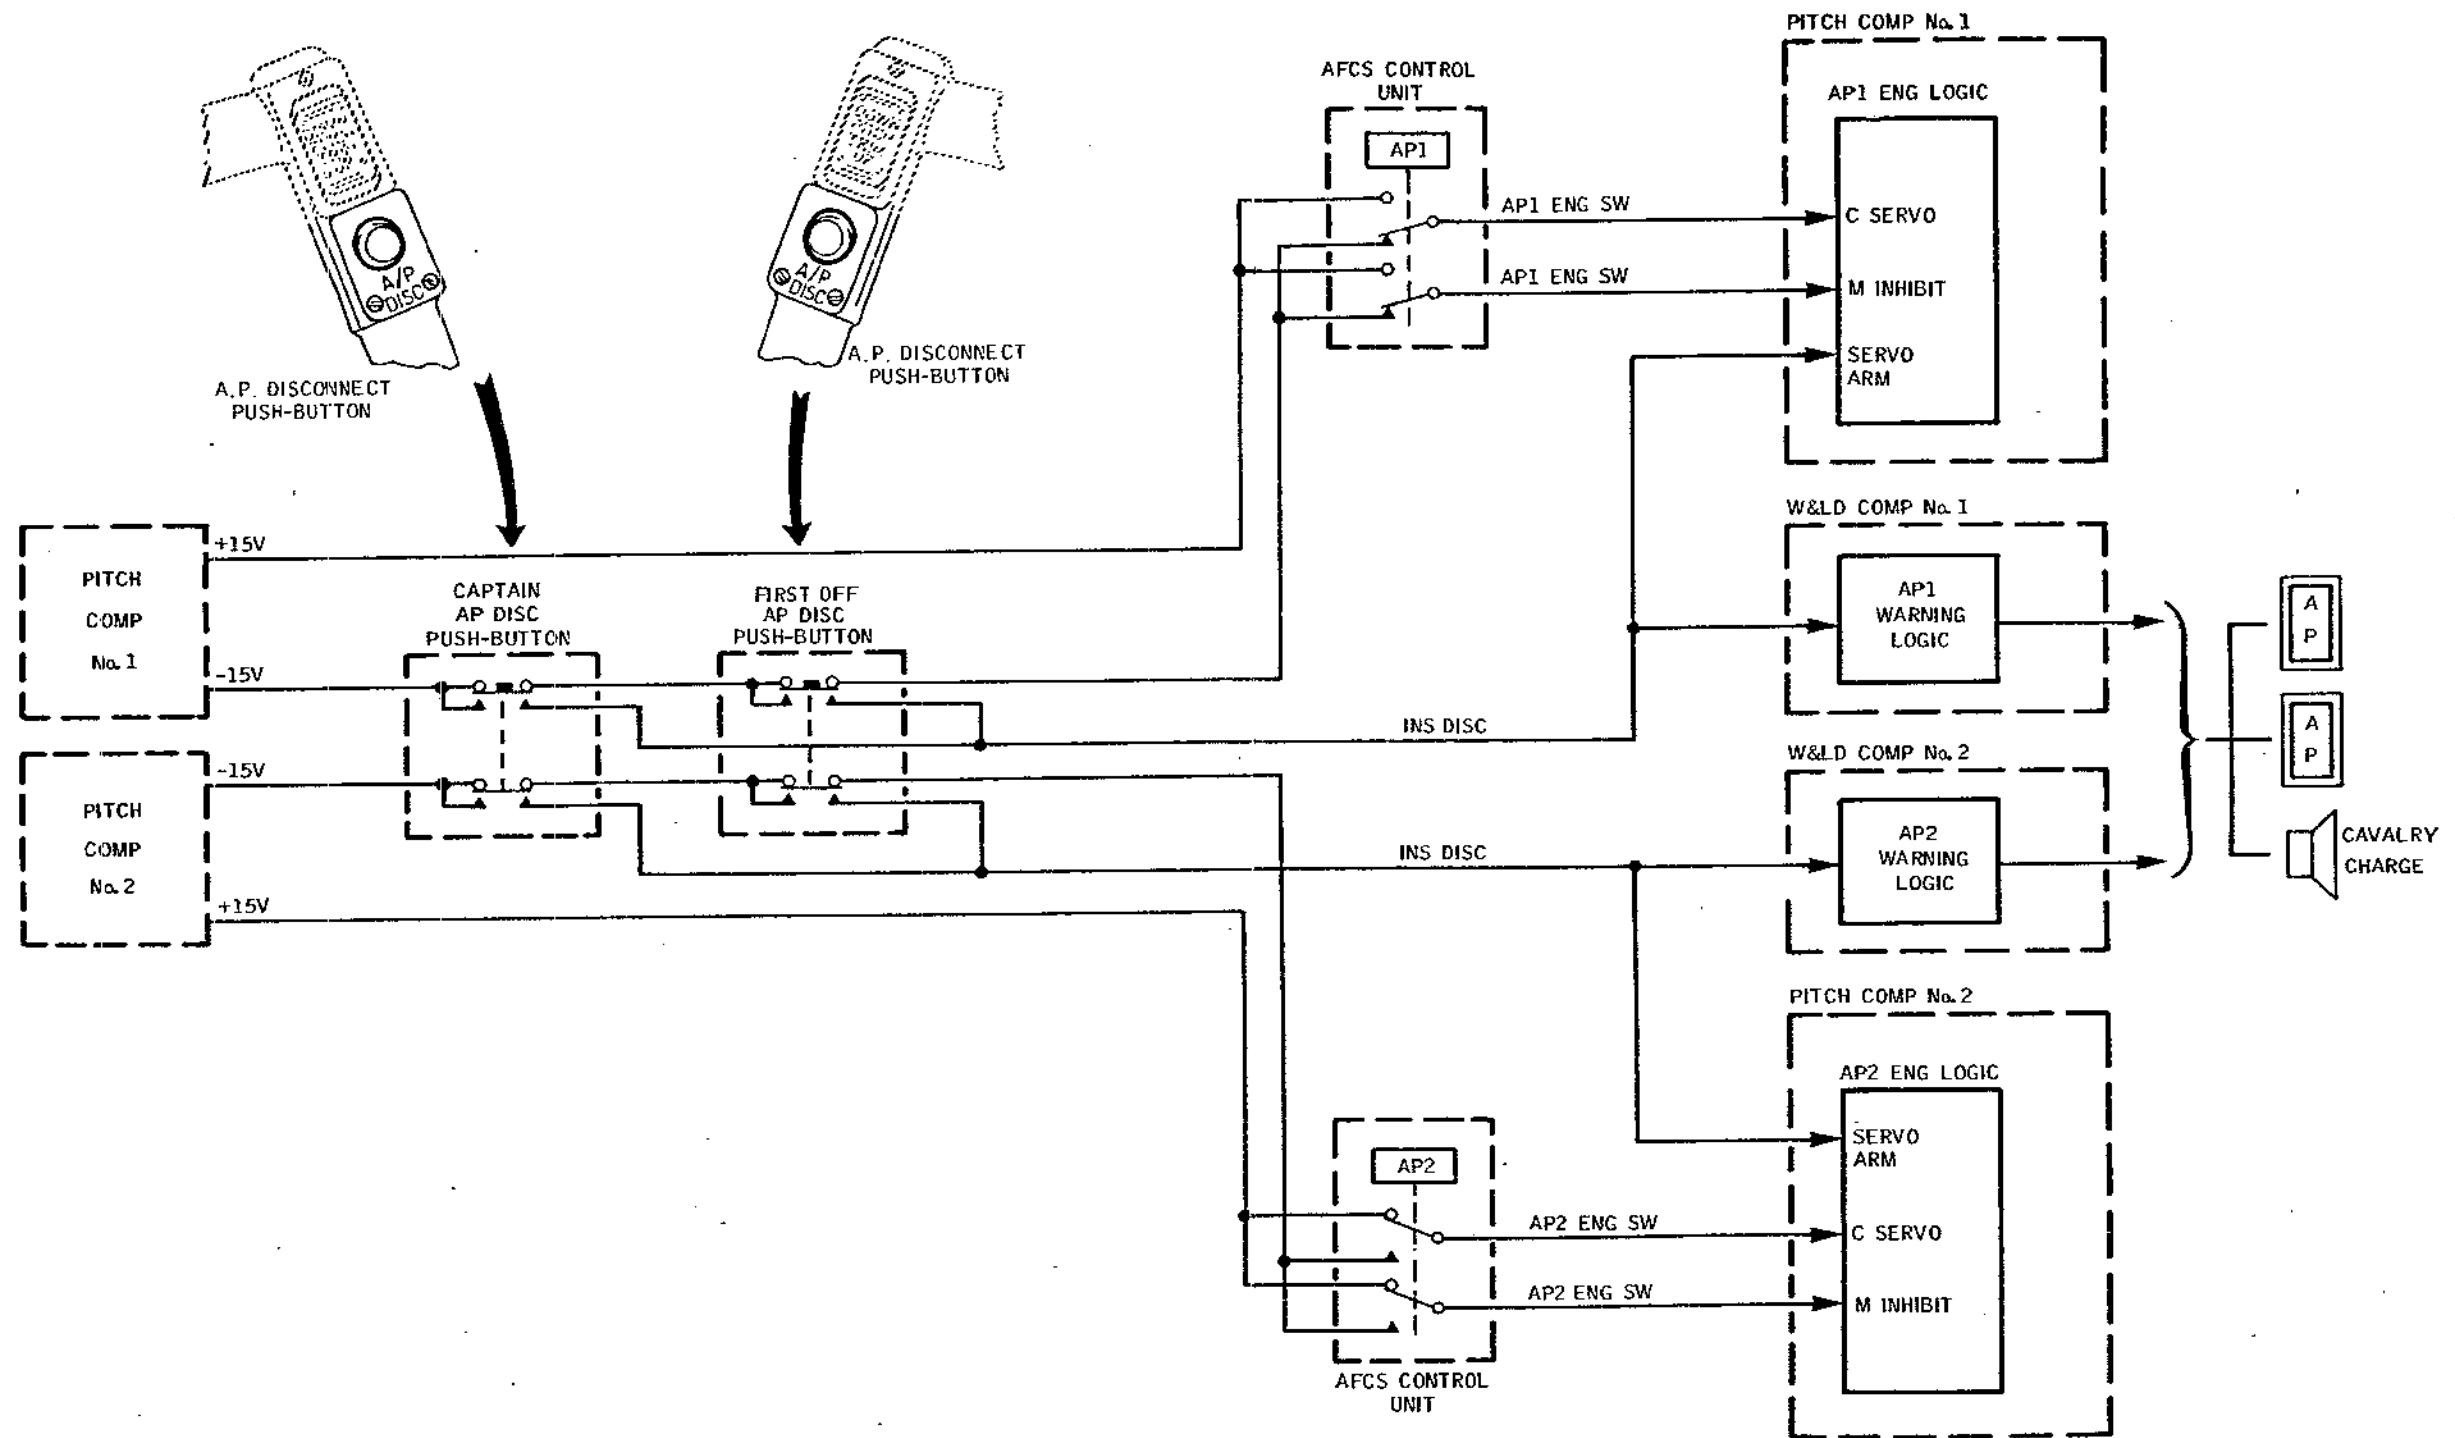 PITCH COMP No.1
AFCS CONTROL
UNIT
AP1 ENG LOGIC
AP1
AP1 ENG SW
C SERVO
AP1 ENG SW
M INHIBIT
SERVO
ARM
A/P
DISC
A/P
DISC
A.P. DISCONNECT
PUSH-BUTTON
A.P. DISCONNECT
PUSH-BUTTON
W&LD COMP No.1
+15V
PITCH
COMP
No.1
-15V
CAPTAIN
AP DISC
PUSH-BUTTON
FIRST OFF
AP DISC
PUSH-BUTTON
AP1
WARNING
LOGIC
A
P
INS DISC
A
P
W&LD COMP No.2
-15V
PITCH
COMP
No.2
+15V
INS DISC
AP2
WARNING
LOGIC
CAVALRY
CHARGE
PITCH COMP No.2
AP2 ENG LOGIC
SERVO
ARM
AP2
AP2 ENG SW
C SERVO
AP2 ENG SW
M INHIBIT
AFCS CONTROL
UNIT